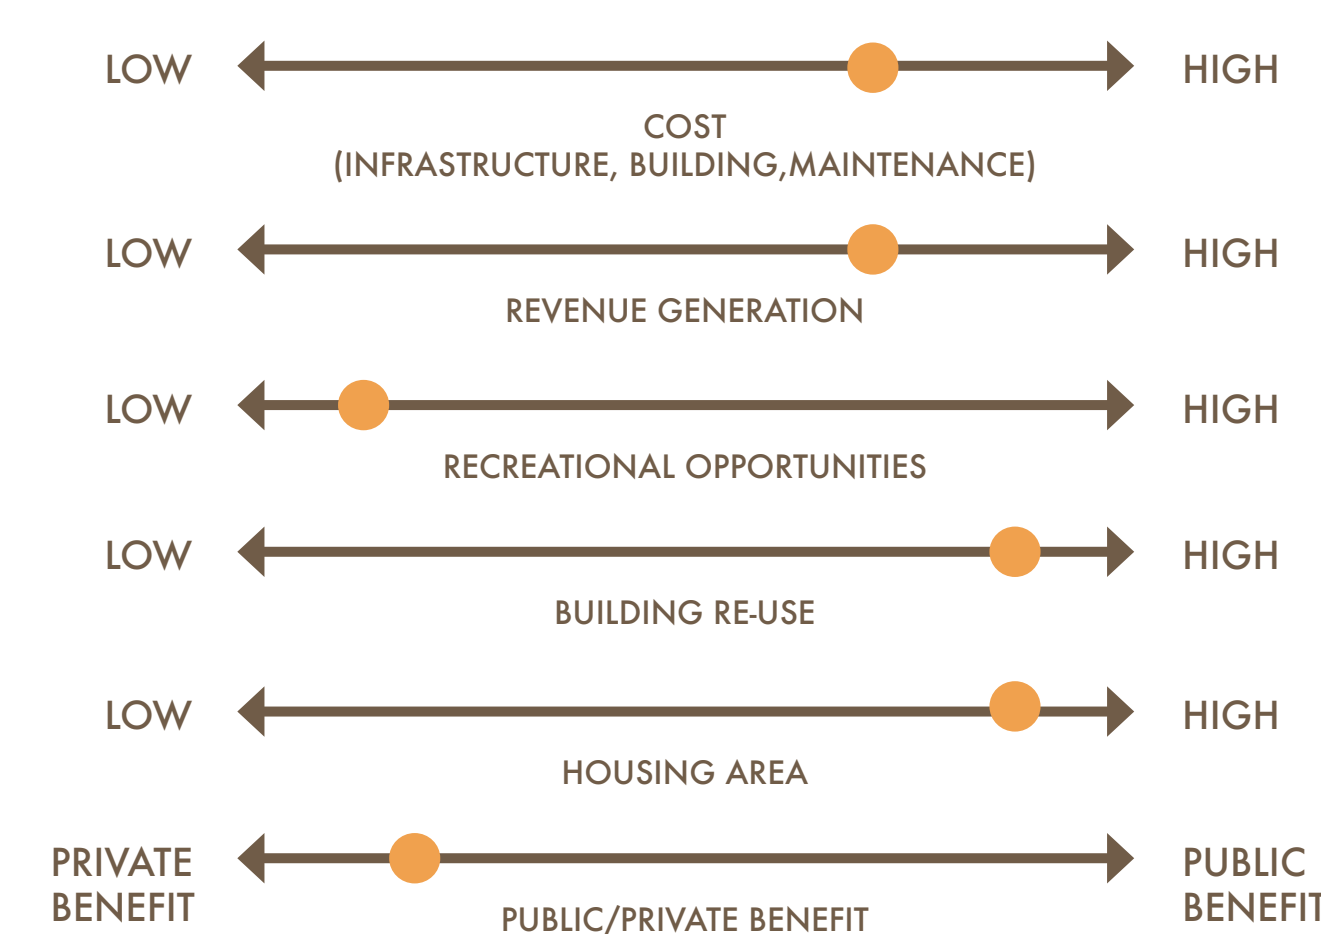 LOW HIGH
COST
(INFRASTRUCTURE, BUILDING,MAINTENANCE)
LOW HIGH
REVENUE GENERATION
LOW HIGH
RECREATIONAL OPPORTUNITIES
LOW HIGH
BUILDING RE-USE
LOW HIGH
HOUSING AREA
PRIVATE PUBLIC
BENEFIT BENEFIT
PUBLIC/PRIVATE BENEFIT